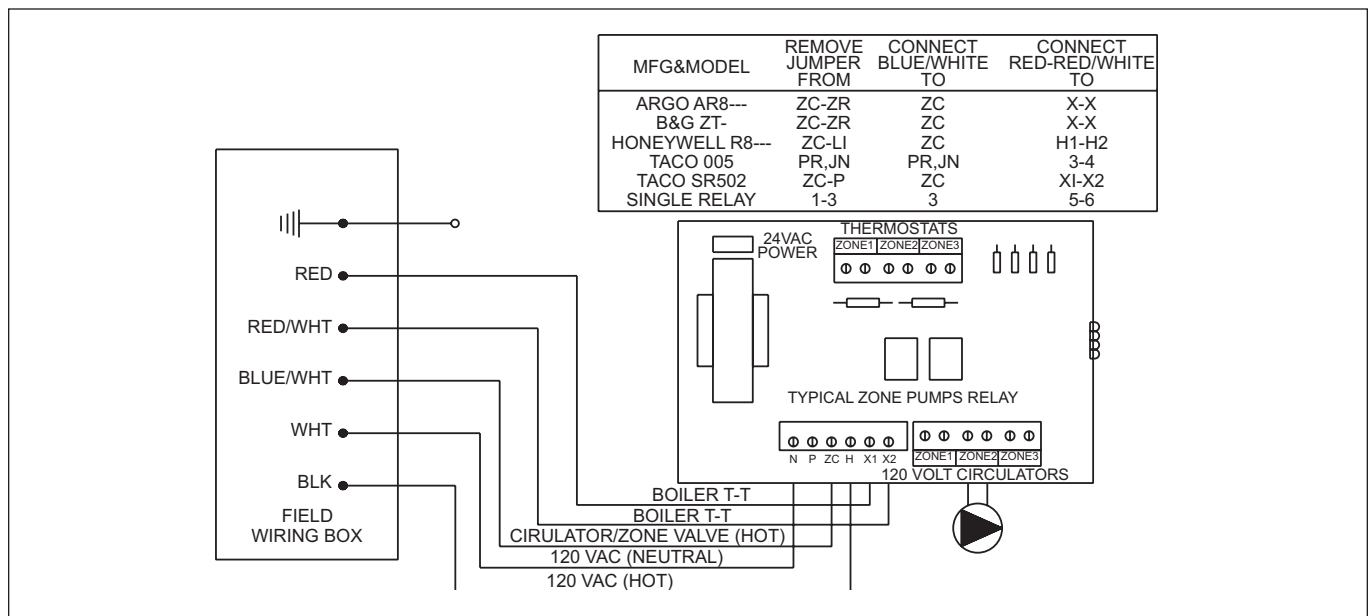 MFG&MODEL REMOVE JUMPER FROM CONNECT BLUE/WHITE TO CONNECT RED-RED/WHITE TO
ARGO AR8--- ZC-ZR ZC X-X
B&G ZT- ZC-ZR ZC X-X
HONEYWELL R8--- ZC-LI ZC H1-H2
TACO 005 PR,JN PR,JN 3-4
TACO SR502 ZC-P ZC XI-X2
SINGLE RELAY 1-3 3 5-6
RED
RED/WHT
BLUE/WHT
WHT
BLK
FIELD
WIRING BOX
24VAC
POWER
THERMOSTATS
ZONE1 ZONE2 ZONE3
TYPICAL ZONE PUMPS RELAY
N P ZC H X1 X2
ZONE1 ZONE2 ZONE3
120 VOLT CIRCULATORS
BOILER T-T
BOILER T-T
CIRULATOR/ZONE VALVE (HOT)
120 VAC (NEUTRAL)
120 VAC (HOT)